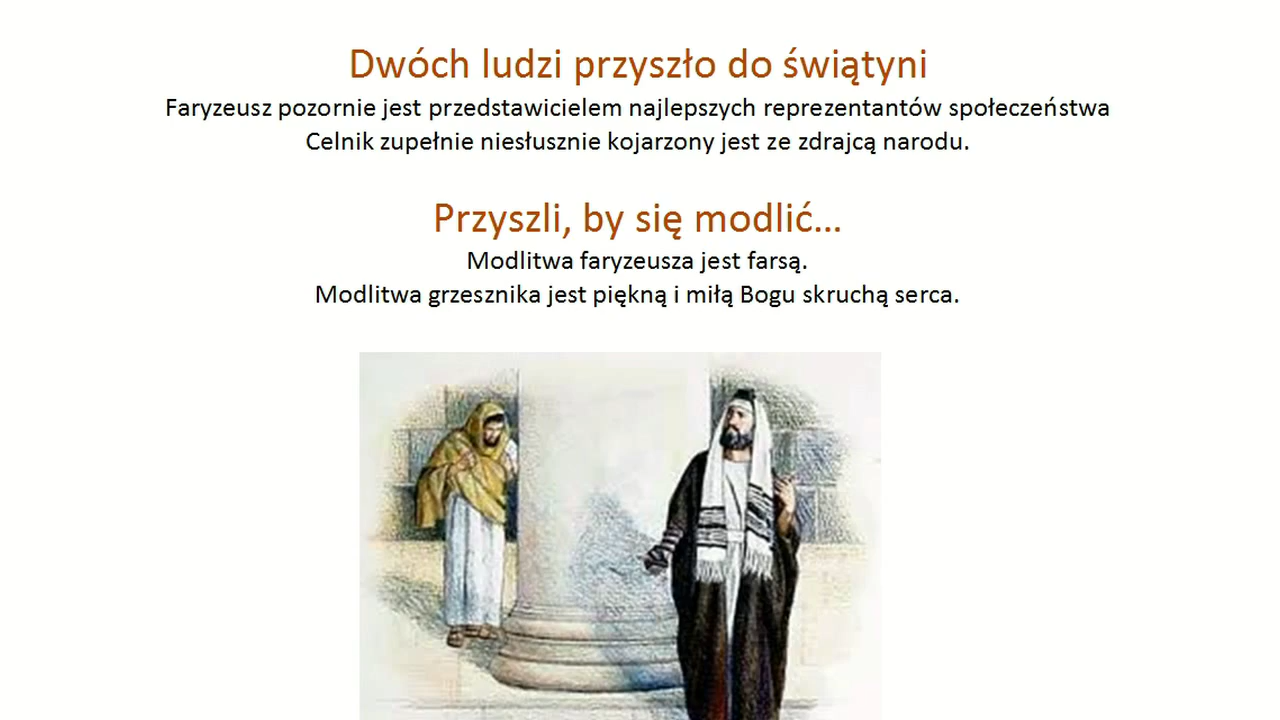 Dwóch ludzi przyszło do świątyni
Faryzeusz pozornie jest przedstawicielem najlepszych reprezentantów społeczeństwa
Celnik zupełnie niesłusznie kojarzony jest ze zdrajcą narodu.
Przyszli, by się modlić...
Modlitwa faryzeusza jest farsą.
Modlitwa grzesznika jest piękną i miłą Bogu skruchą serca.